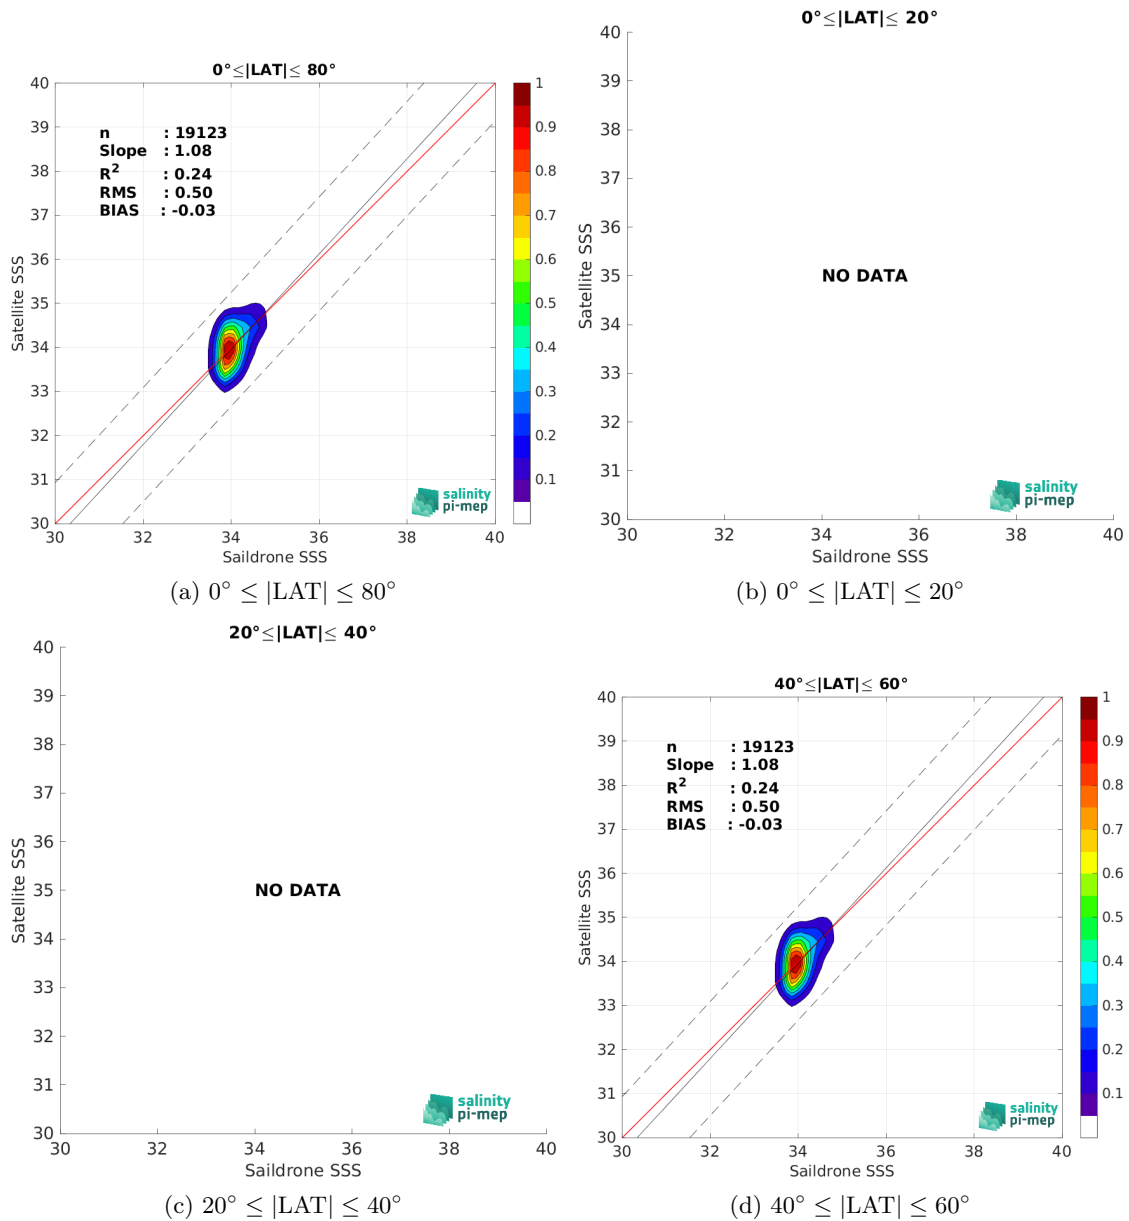 0°≤|LAT|≤ 80°
40
39
38
37
36
35
34
33
32
31
30
30
32
34
36
38
40
Satellite SSS
Saildrone SSS
n : 19123
Slope : 1.08
R² : 0.24
RMS : 0.50
BIAS : -0.03
1
0.9
0.8
0.7
0.6
0.5
0.4
0.3
0.2
0.1
salinity
pi-mep
(a) 0° ≤ |LAT| ≤ 80°
0°≤|LAT|≤ 20°
40
39
38
37
36
35
34
33
32
31
30
30
32
34
36
38
40
Satellite SSS
Saildrone SSS
NO DATA
salinity
pi-mep
(b) 0° ≤ |LAT| ≤ 20°
20°≤|LAT|≤ 40°
40
39
38
37
36
35
34
33
32
31
30
30
32
34
36
38
40
Satellite SSS
Saildrone SSS
NO DATA
salinity
pi-mep
(c) 20° ≤ |LAT| ≤ 40°
40°≤|LAT|≤ 60°
40
39
38
37
36
35
34
33
32
31
30
30
32
34
36
38
40
Satellite SSS
Saildrone SSS
n : 19123
Slope : 1.08
R² : 0.24
RMS : 0.50
BIAS : -0.03
1
0.9
0.8
0.7
0.6
0.5
0.4
0.3
0.2
0.1
salinity
pi-mep
(d) 40° ≤ |LAT| ≤ 60°